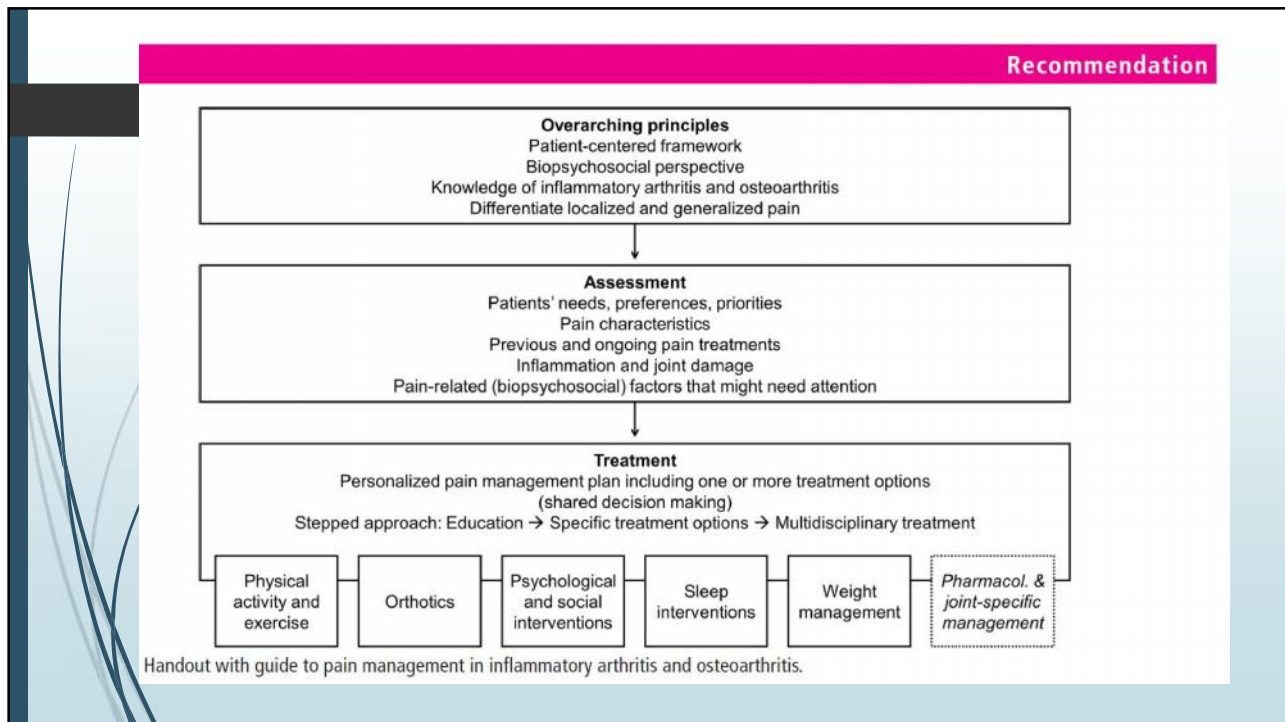 Recommendation
Overarching principles
Patient-centered framework
Biopsychosocial perspective
Knowledge of inflammatory arthritis and osteoarthritis
Differentiate localized and generalized pain
Assessment
Patients' needs, preferences, priorities
Pain characteristics
Previous and ongoing pain treatments
Inflammation and joint damage
Pain-related (biopsychosocial) factors that might need attention
Treatment
Personalized pain management plan including one or more treatment options
(shared decision making)
Stepped approach: Education → Specific treatment options → Multidisciplinary treatment
Physical
activity and
exercise
Orthotics
Psychological
and social
interventions
Sleep
interventions
Weight
management
Pharmacol. &
joint-specific
management
Handout with guide to pain management in inflammatory arthritis and osteoarthritis.